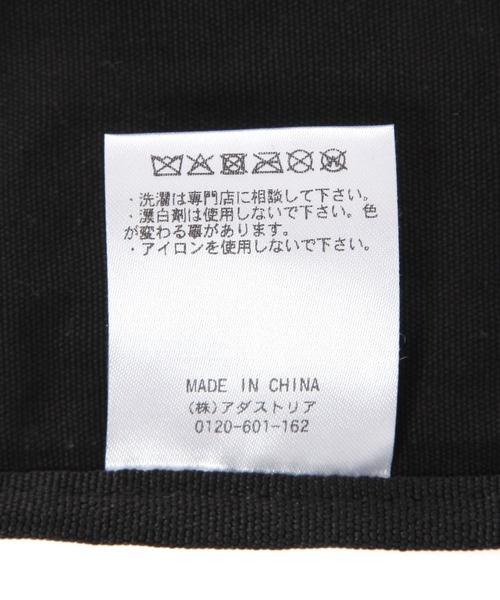 ・洗濯は専門店に相談して下さい。
・漂白剤は使用しないで下さい。色
が変わる事があります。
・アイロンを使用しないで下さい。
MADE IN CHINA
(株)アダストリア
0120-601-162